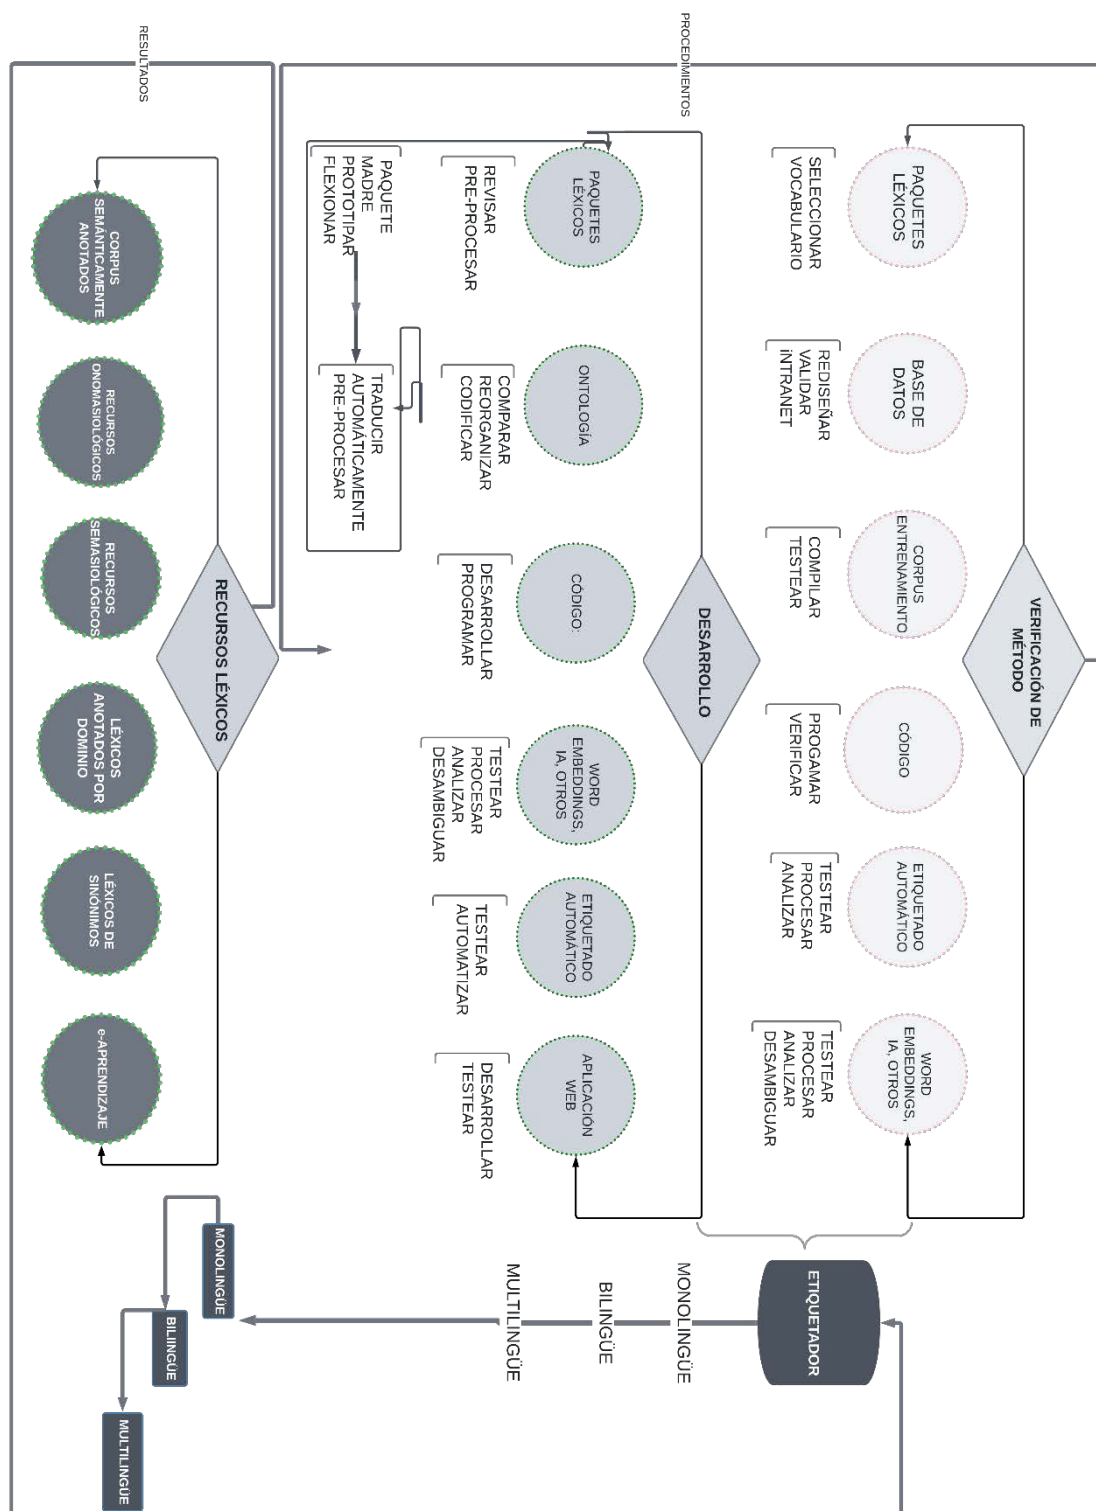 PROCEDIMIENTOS
VERIFICACIÓN DE
MÉTODO
PAQUETES
LÉXICOS
BASE DE
DATOS
CORPUS
ENTRENAMIENTO
CÓDIGO
ETIQUETADO
AUTOMÁTICO
WORD
EMBEDDINGS,
IA, OTROS
SELECCIONAR
VOCABULARIO
REDISEÑAR
VALIDAR
iNTRANET
COMPILAR
TESTEAR
PROGAMAR
VERIFICAR
TESTEAR
PROCESAR
ANALIZAR
TESTEAR
PROCESAR
ANALIZAR
DESAMBIGUAR
ETIQUETADOR
DESARROLLO
PAQUETES
LÉXICOS
ONTOLOGÍA
CÓDIGO:
WORD
EMBEDDINGS,
IA, OTROS
ETIQUETADO
AUTOMÁTICO
APLICACIÓN
WEB
REVISAR
PRE-PROCESAR
COMPARAR
REORGANIZAR
CODIFICAR
DESARROLLAR
PROGRAMAR
TESTEAR
PROCESAR
ANALIZAR
DESAMBIGUAR
TESTEAR
AUTOMATIZAR
DESARROLLAR
TESTEAR
PAQUETE
MADRE
PROTOTIPAR
FLEXIONAR
TRADUCIR
AUTOMÁTICAMENTE
PRE-PROCESAR
MONOLINGÜE
BILINGÜE
MULTILINGÜE
RESULTADOS
RECURSOS LÉXICOS
CORPUS
SEMÁNTICAMENTE
ANOTADOS
RECURSOS
ONOMASIOLÓGICOS
RECURSOS
SEMASIOLÓGICOS
LÉXICOS
ANOTADOS POR
DOMINIO
LÉXICOS DE
SINÓNIMOS
e-APRENDIZAJE
MONOLINGÜE
BILIINGÜE
MULTILINGÜE